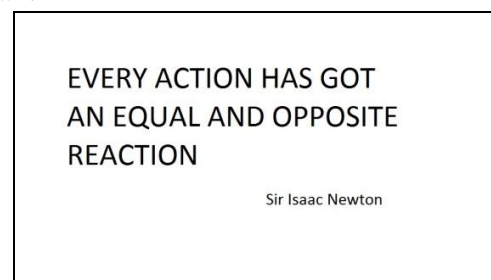 EVERY ACTION HAS GOT
AN EQUAL AND OPPOSITE
REACTION
Sir Isaac Newton